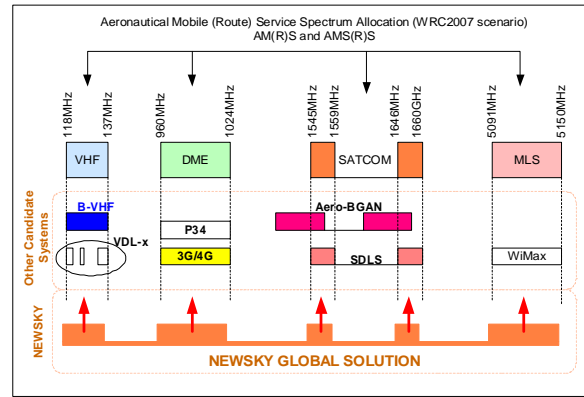 Aeronautical Mobile (Route) Service Spectrum Allocation (WRC2007 scenario)
AM(R)S and AMS(R)S
118MHz
137MHz
960MHz
1024MHz
1545MHz
1559MHz
1646MHz
1660GHz
5091MHz
5150MHz
VHF
DME
SATCOM
MLS
Other Candidate
Systems
B-VHF
Aero-BGAN
P34
VDL-x
3G/4G
SDLS
WiMax
NEWSKY
NEWSKY GLOBAL SOLUTION